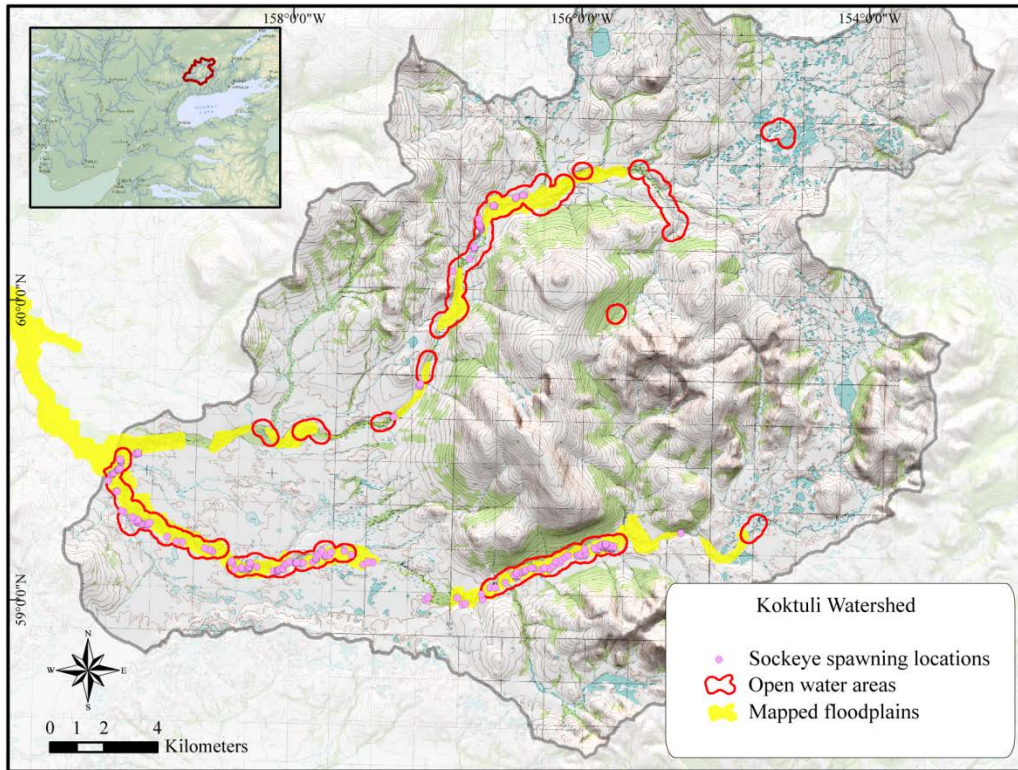 158°0'0"W
156°0'0"W
154°0'0"W
60°0'0"N
59°0'0"N
N
W
E
S
0 1 2 4
Kilometers
Koktuli Watershed
Sockeye spawning locations
Open water areas
Mapped floodplains